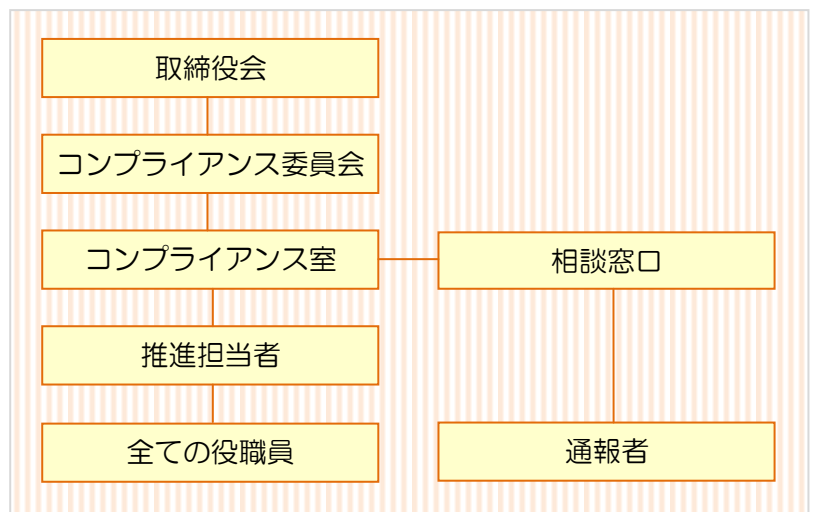 取締役会
コンプライアンス委員会
コンプライアンス室
相談窓口
推進担当者
全ての役職員
通報者